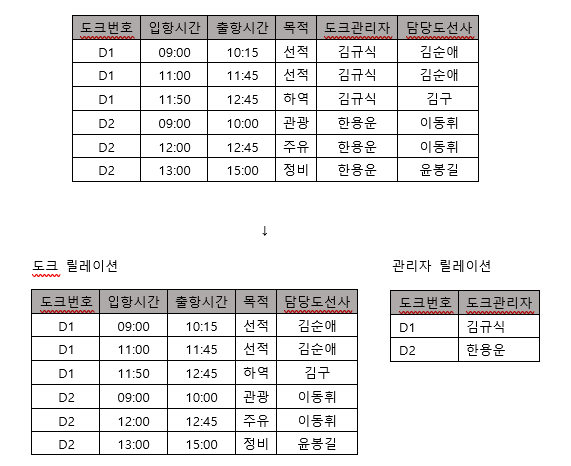 도크번호 입항시간 출항시간 목적 도크관리자 담당도선사
D1 09:00 10:15 선적 김규식 김순애
D1 11:00 11:45 선적 김규식 김순애
D1 11:50 12:45 하역 김규식 김구
D2 09:00 10:00 관광 한용운 이동휘
D2 12:00 12:45 주유 한용운 이동휘
D2 13:00 15:00 정비 한용운 윤봉길
↓
도크 릴레이션
도크번호 입항시간 출항시간 목적 담당도선사
D1 09:00 10:15 선적 김순애
D1 11:00 11:45 선적 김순애
D1 11:50 12:45 하역 김구
D2 09:00 10:00 관광 이동휘
D2 12:00 12:45 주유 이동휘
D2 13:00 15:00 정비 윤봉길
관리자 릴레이션
도크번호 도크관리자
D1 김규식
D2 한용운